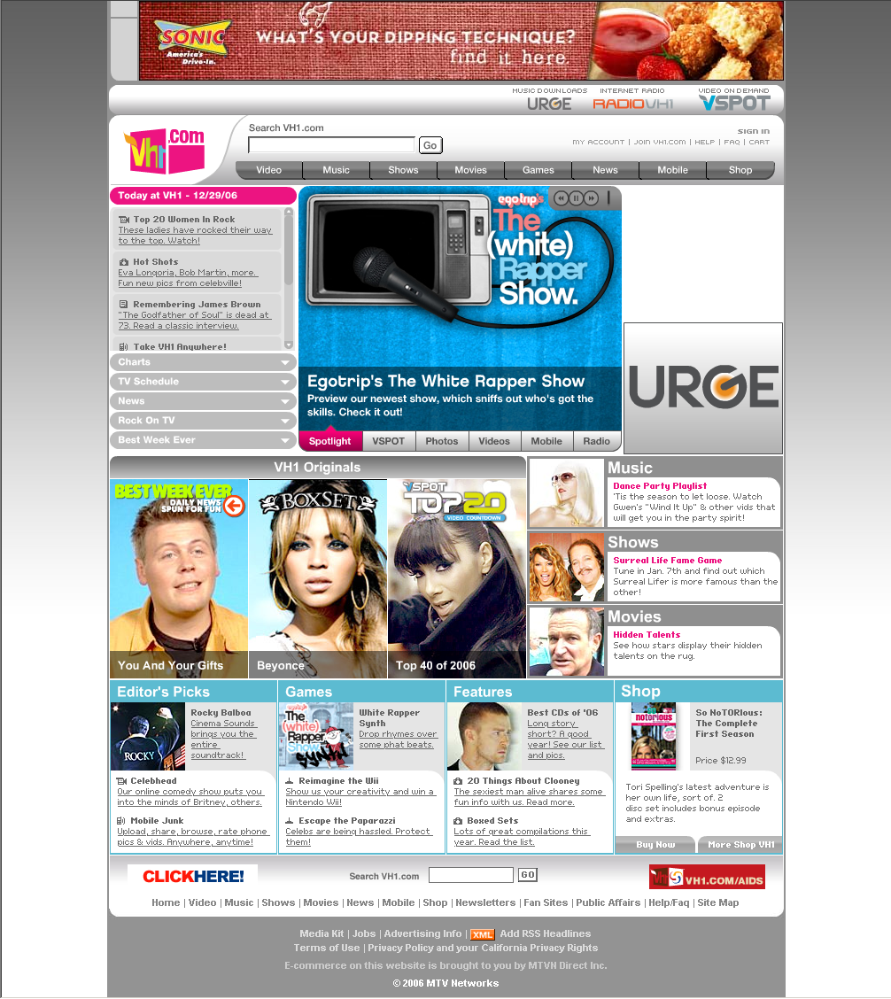 SONIC
America's
Drive-In.
WHAT'S YOUR DIPPING TECHNIQUE?
find it here.
MUSIC DOWNLOADS
URGE
INTERNET RADIO
RADIOVH1
VIDEO ON DEMAND
VSPOT
Vh1.com
Search VH1.com
Go
SIGN IN
MY ACCOUNT | JOIN VH1.COM | HELP | FAQ | CART
Video
Music
Shows
Movies
Games
News
Mobile
Shop
Today at VH1 - 12/29/06
Top 20 Women In Rock
These ladies have rocked their way
to the top. Watch!
Hot Shots
Eva Longoria, Bob Martin, more.
Fun new pics from celebville!
Remembering James Brown
"The Godfather of Soul" is dead at
73. Read a classic interview.
Take VH1 Anywhere!
Charts
TV Schedule
News
Rock On TV
Best Week Ever
egotrip's
The
(white)
Rapper
Show.
Egotrip's The White Rapper Show
Preview our newest show, which sniffs out who's got the
skills. Check it out!
Spotlight
VSPOT
Photos
Videos
Mobile
Radio
URGE
VH1 Originals
BEST WEEK EVER
DAILY NEWS
SPUN FOR FUN
You And Your Gifts
BOXSET
Beyonce
VSPOT
TOP 20
VIDEO COUNTDOWN
Top 40 of 2006
Music
Dance Party Playlist
'Tis the season to let loose. Watch
Gwen's "Wind It Up" & other vids that
will get you in the party spirit!
Shows
Surreal Life Fame Game
Tune in Jan. 7th and find out which
Surreal Lifer is more famous than the
other!
Movies
Hidden Talents
See how stars display their hidden
talents on the rug.
Editor's Picks
ROCKY
Rocky Balboa
Cinema Sounds
brings you the
entire
soundtrack!
Celebhead
Our online comedy show puts you
into the minds of Britney, others.
Mobile Junk
Upload, share, browse, rate phone
pics & vids. Anywhere, anytime!
Games
The
(white)
Rapper
Show
SYNTH
White Rapper
Synth
Drop rhymes over
some phat beats.
Reimagine the Wii
Show us your creativity and win a
Nintendo Wii!
Escape the Paparazzi
Celebs are being hassled. Protect
them!
Features
Best CDs of '06
Long story
short? A good
year! See our list
and pics.
20 Things About Clooney
The sexiest man alive shares some
fun info with us. Read more.
Boxed Sets
Lots of great compilations this
year. Read the list.
Shop
notorious
So NoTORIous:
The Complete
First Season
Price $12.99
Tori Spelling's latest adventure is
her own life, sort of. 2
disc set includes bonus episode
and extras.
Buy Now
More Shop VH1
CLICKHERE!
Search VH1.com
GO
VH1.COM/AIDS
Home | Video | Music | Shows | Movies | News | Mobile | Shop | Newsletters | Fan Sites | Public Affairs | Help/Faq | Site Map
Media Kit | Jobs | Advertising Info | XML Add RSS Headlines
Terms of Use | Privacy Policy and your California Privacy Rights
E-commerce on this website is brought to you by MTVN Direct Inc.
© 2006 MTV Networks